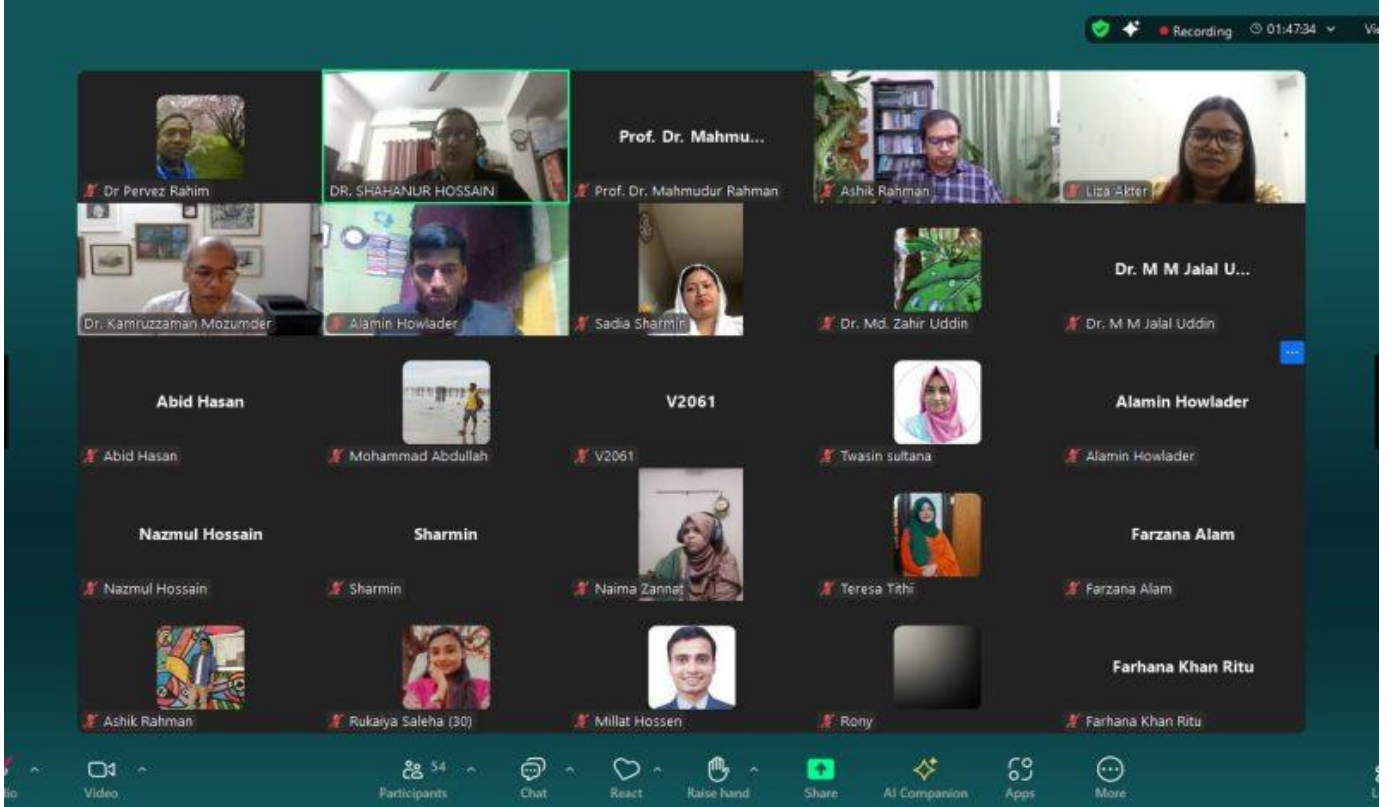 Recording 01:47:34
Dr Pervez Rahim
DR. SHAHANUR HOSSAIN
Prof. Dr. Mahmu...
Prof. Dr. Mahmudur Rahman
Ashik Rahman
Liza Akter
Dr. Kamruzzaman Mozumder
Alamin Howlader
Sadia Sharmin
Dr. Md. Zahir Uddin
Dr. M M Jalal U...
Dr. M M Jalal Uddin
Abid Hasan
Abid Hasan
Mohammad Abdullah
V2061
V2061
Twasin sultana
Alamin Howlader
Alamin Howlader
Nazmul Hossain
Nazmul Hossain
Sharmin
Sharmin
Naima Zannat
Teresa Tithi
Farzana Alam
Farzana Alam
Ashik Rahman
Rukaiya Saleha (30)
Millat Hossen
Rony
Farhana Khan Ritu
Farhana Khan Ritu
Video
54
Participants
Chat
React
Raise hand
Share
AI Companion
Apps
More